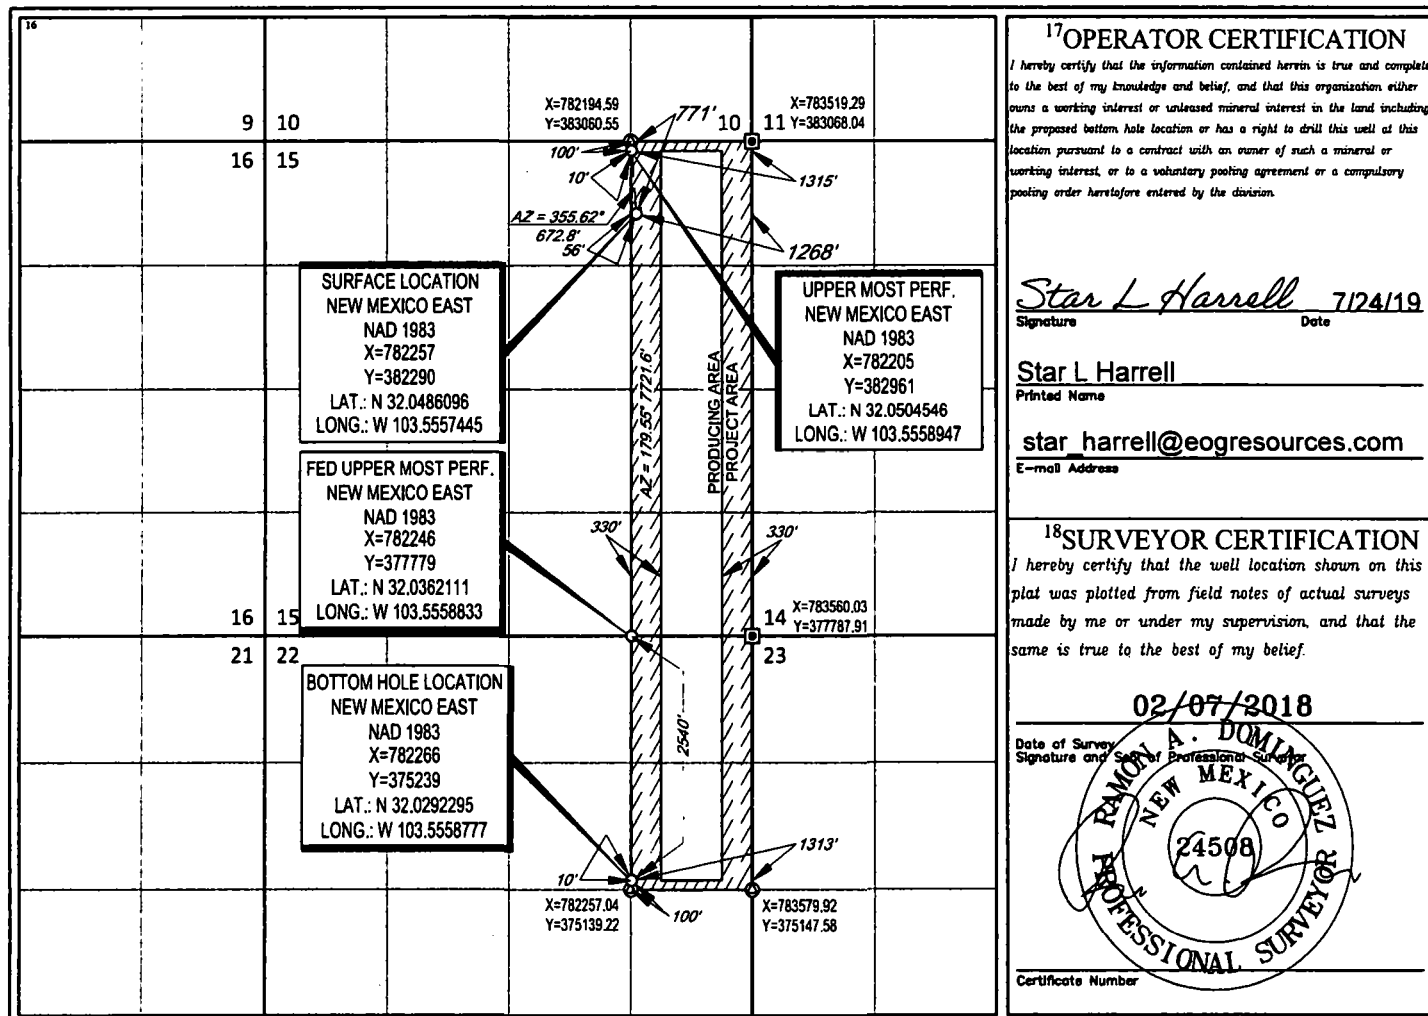 16
9 10
16 15
X=782194.59
Y=383060.55
771'
10 11
X=783519.29
Y=383068.04
100'
10'
1315'
AZ = 355.62°
672.8'
56'
1268'
SURFACE LOCATION
NEW MEXICO EAST
NAD 1983
X=782257
Y=382290
LAT.: N 32.0486096
LONG.: W 103.5557445
UPPER MOST PERF.
NEW MEXICO EAST
NAD 1983
X=782205
Y=382961
LAT.: N 32.0504546
LONG.: W 103.5558947
AZ = 179.55° 7721.6'
PRODUCING AREA
PROJECT AREA
FED UPPER MOST PERF.
NEW MEXICO EAST
NAD 1983
X=782246
Y=377779
LAT.: N 32.0362111
LONG.: W 103.5558833
330'
330'
16 15
21 22
14
23
X=783560.03
Y=377787.91
BOTTOM HOLE LOCATION
NEW MEXICO EAST
NAD 1983
X=782266
Y=375239
LAT.: N 32.0292295
LONG.: W 103.5558777
2540'
1313'
10'
100'
X=782257.04
Y=375139.22
X=783579.92
Y=375147.58
17 OPERATOR CERTIFICATION
I hereby certify that the information contained herein is true and complete
to the best of my knowledge and belief, and that this organization either
owns a working interest or unleased mineral interest in the land including
the proposed bottom hole location or has a right to drill this well at this
location pursuant to a contract with an owner of such a mineral or
working interest, or to a voluntary pooling agreement or a compulsory
pooling order heretofore entered by the division.
Star L Harrell 7/24/19
Signature Date
Star L Harrell
Printed Name
star_harrell@eogresources.com
E-mail Address
18 SURVEYOR CERTIFICATION
I hereby certify that the well location shown on this
plat was plotted from field notes of actual surveys
made by me or under my supervision, and that the
same is true to the best of my belief.
02/07/2018
Date of Survey
Signature and Seal of Professional Surveyor
RAMON A. DOMINGUEZ
NEW MEXICO
24508
PROFESSIONAL SURVEYOR
Certificate Number